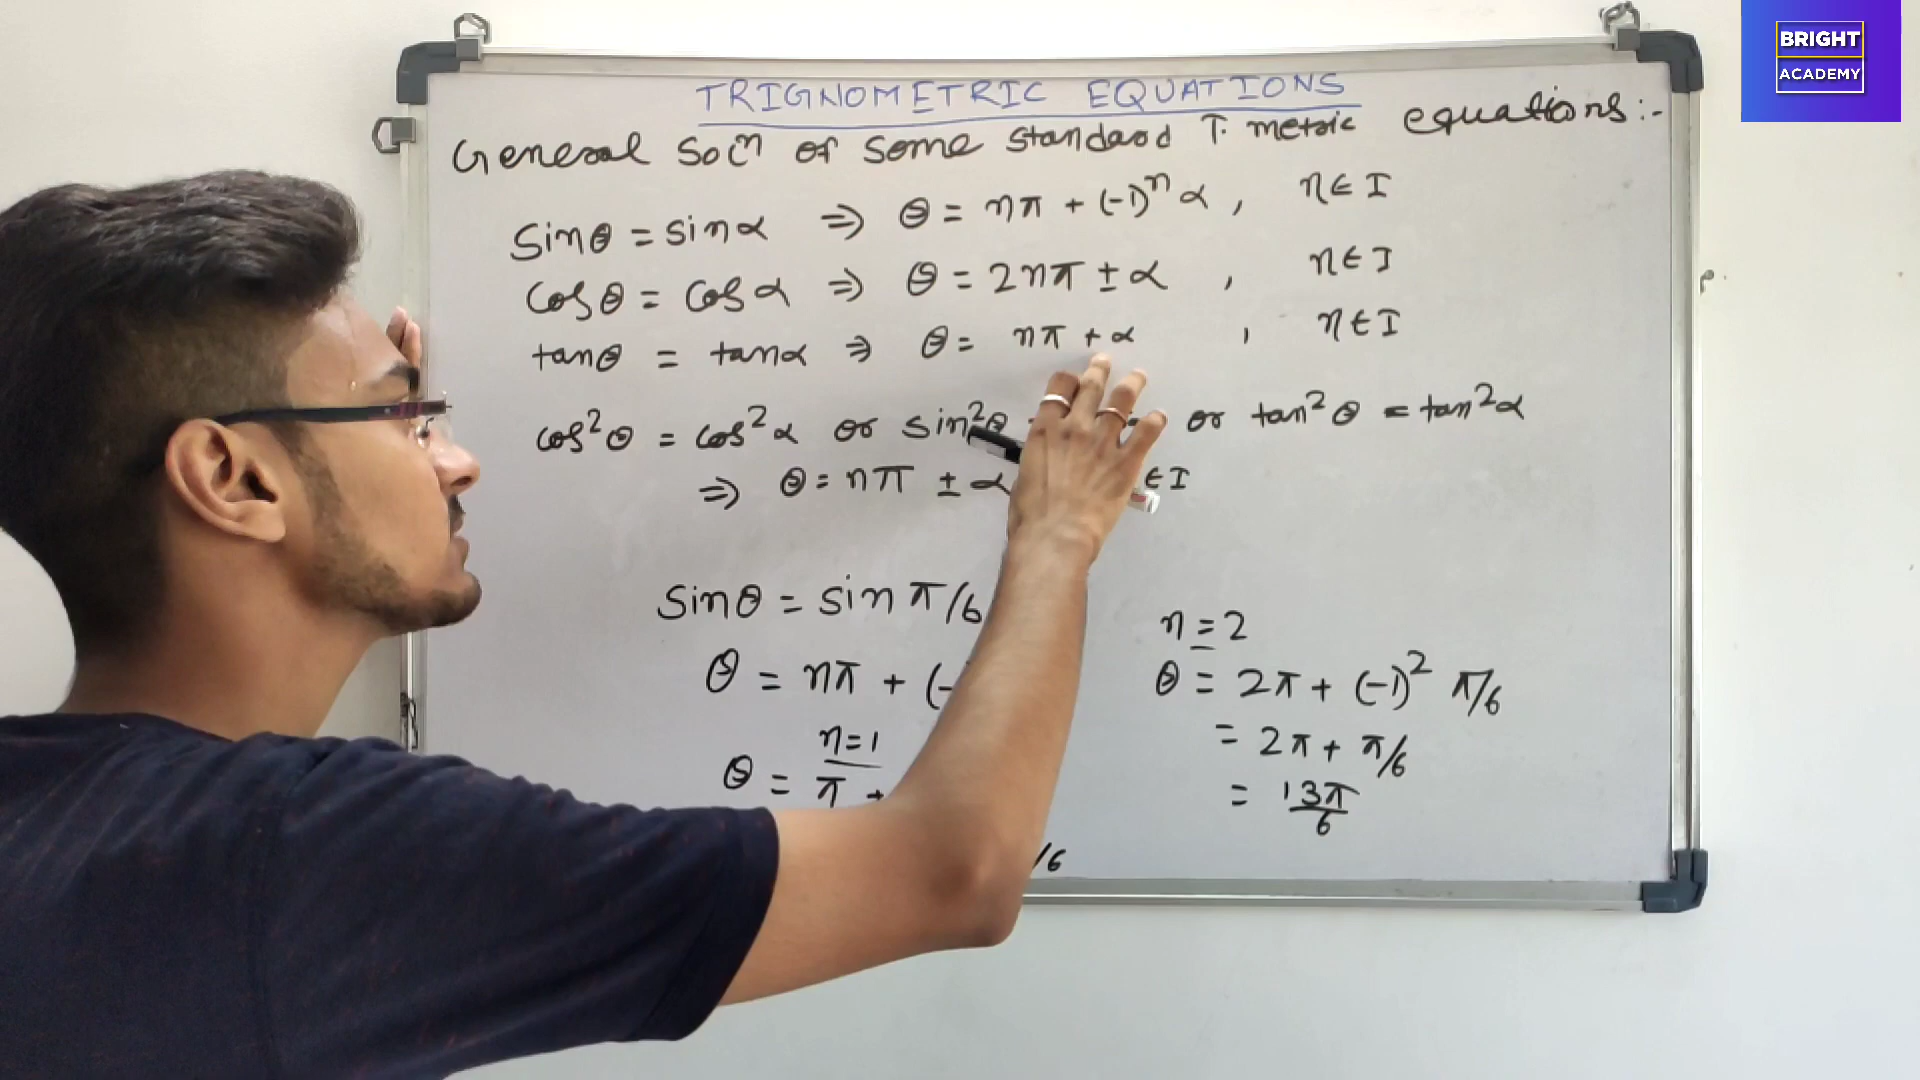 BRIGHT
ACADEMY
TRIGNOMETRIC EQUATIONS
General Solⁿ of some standard T. metric equations:-
Sinθ = sinα ⇒ θ = nπ + (-1)ⁿ α , n ∈ I
Cosθ = Cosα ⇒ θ = 2nπ ± α , n ∈ I
tanθ = tanα ⇒ θ = nπ + α , n ∈ I
cos²θ = cos²α or sin²θ or tan²θ = tan²α
⇒ θ = nπ ± α ∈ I
Sinθ = sin π/6
θ = nπ + (-
n=1
θ = π +
/6
n = 2
θ = 2π + (-1)² π/6
= 2π + π/6
= 13π/6